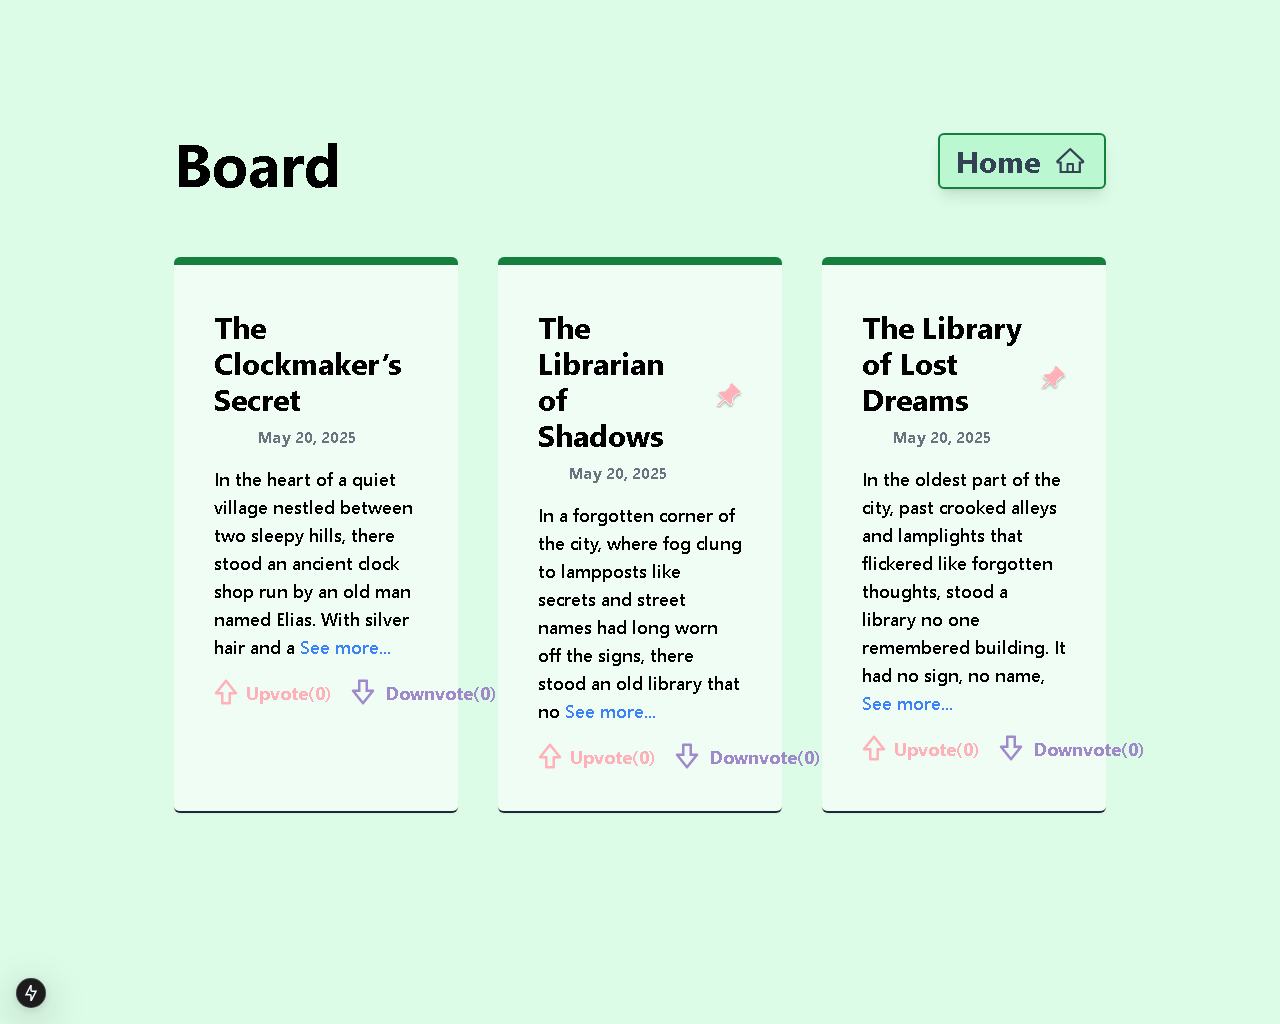 Board
Home
The
Clockmaker’s
Secret
May 20, 2025
In the heart of a quiet
village nestled between
two sleepy hills, there
stood an ancient clock
shop run by an old man
named Elias. With silver
hair and a See more...
Upvote(0) Downvote(0)
The
Librarian
of
Shadows
May 20, 2025
In a forgotten corner of
the city, where fog clung
to lampposts like
secrets and street
names had long worn
off the signs, there
stood an old library that
no See more...
Upvote(0) Downvote(0)
The Library
of Lost
Dreams
May 20, 2025
In the oldest part of the
city, past crooked alleys
and lamplights that
flickered like forgotten
thoughts, stood a
library no one
remembered building. It
had no sign, no name,
See more...
Upvote(0) Downvote(0)